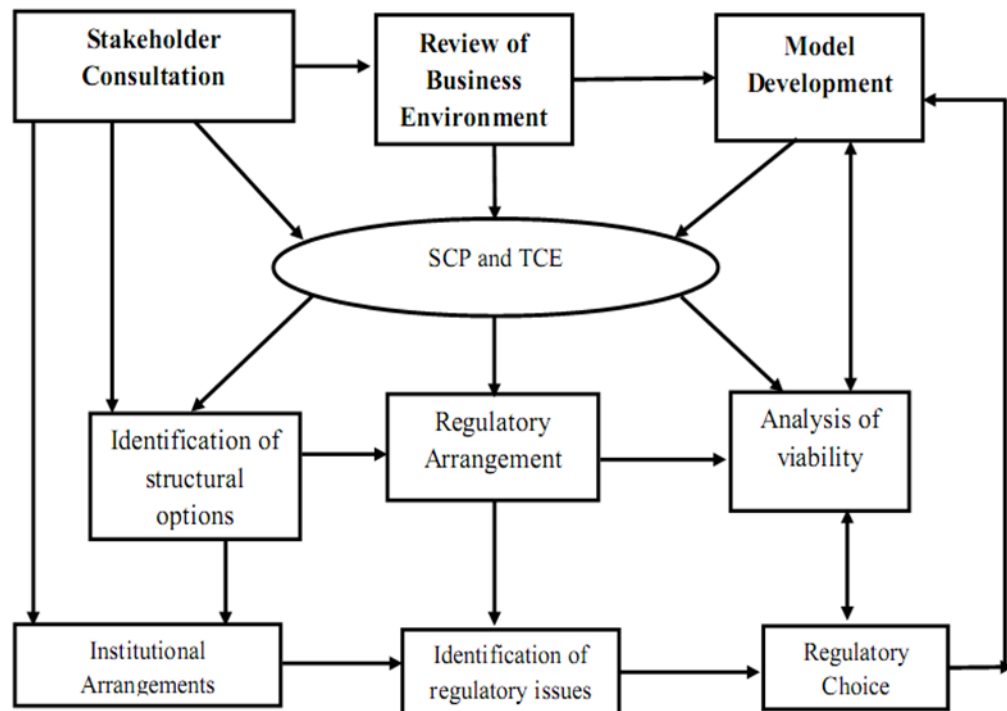 Stakeholder
Consultation
Review of
Business
Environment
Model
Development
SCP and TCE
Identification of
structural
options
Regulatory
Arrangement
Analysis of
viability
Institutional
Arrangements
Identification of
regulatory issues
Regulatory
Choice